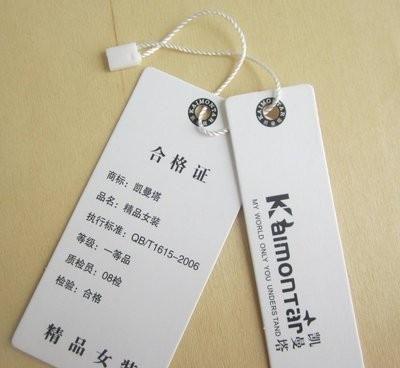 合格证
商标：凯曼塔
品名：精品女装
执行标准：QB/T1615-2006
等级：一等品
质检员：08检
检验：合格
精品女装
Kaimontar
凯曼塔
MY WORLD ONLY YOU UNDERSTAND
KAIMONTAR
KAIMONTAR